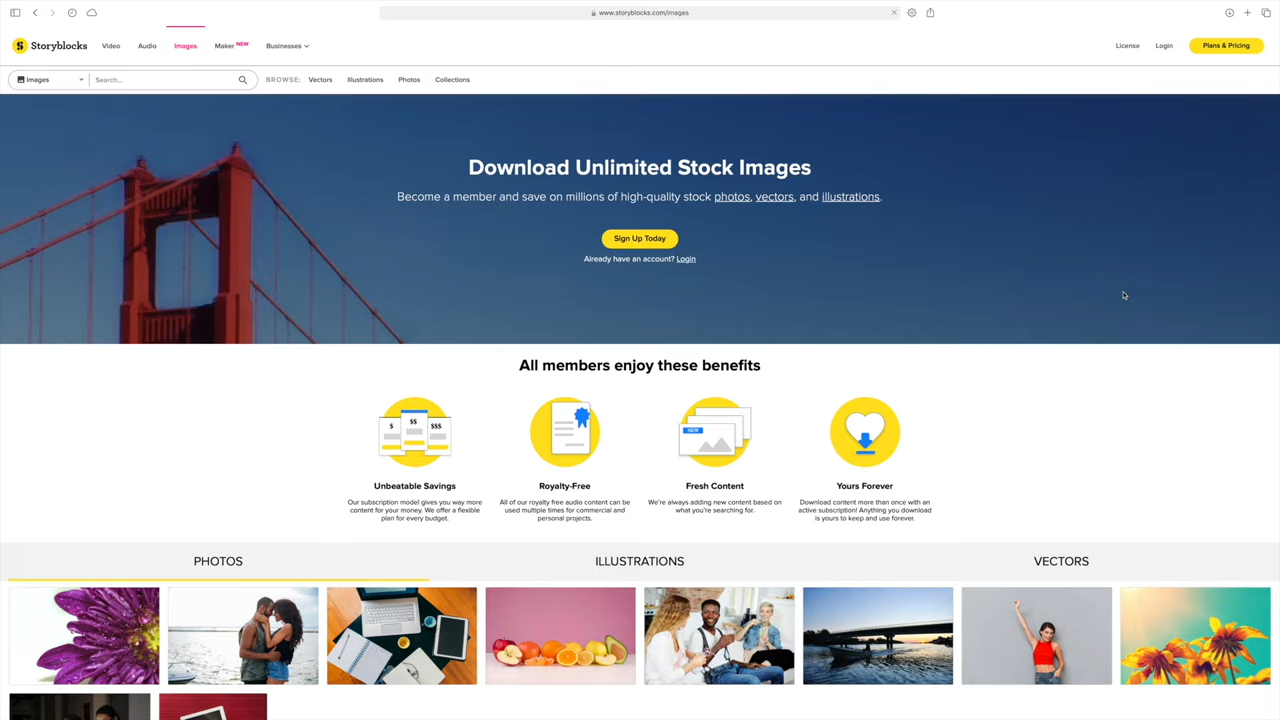 www.storyblocks.com/images
Storyblocks
Video
Audio
Images
Maker NEW
Businesses
License
Login
Plans & Pricing
Images
Search...
BROWSE:
Vectors
Illustrations
Photos
Collections
Download Unlimited Stock Images
Become a member and save on millions of high-quality stock photos, vectors, and illustrations.
Sign Up Today
Already have an account? Login
All members enjoy these benefits
$
$$
$$$
NEW
Unbeatable Savings
Our subscription model gives you way more
content for your money. We offer a flexible
plan for every budget.
Royalty-Free
All of our royalty free audio content can be
used multiple times for commercial and
personal projects.
Fresh Content
We're always adding new content based on
what you're searching for.
Yours Forever
Download content more than once with an
active subscription! Anything you download
is yours to keep and use forever.
PHOTOS
ILLUSTRATIONS
VECTORS